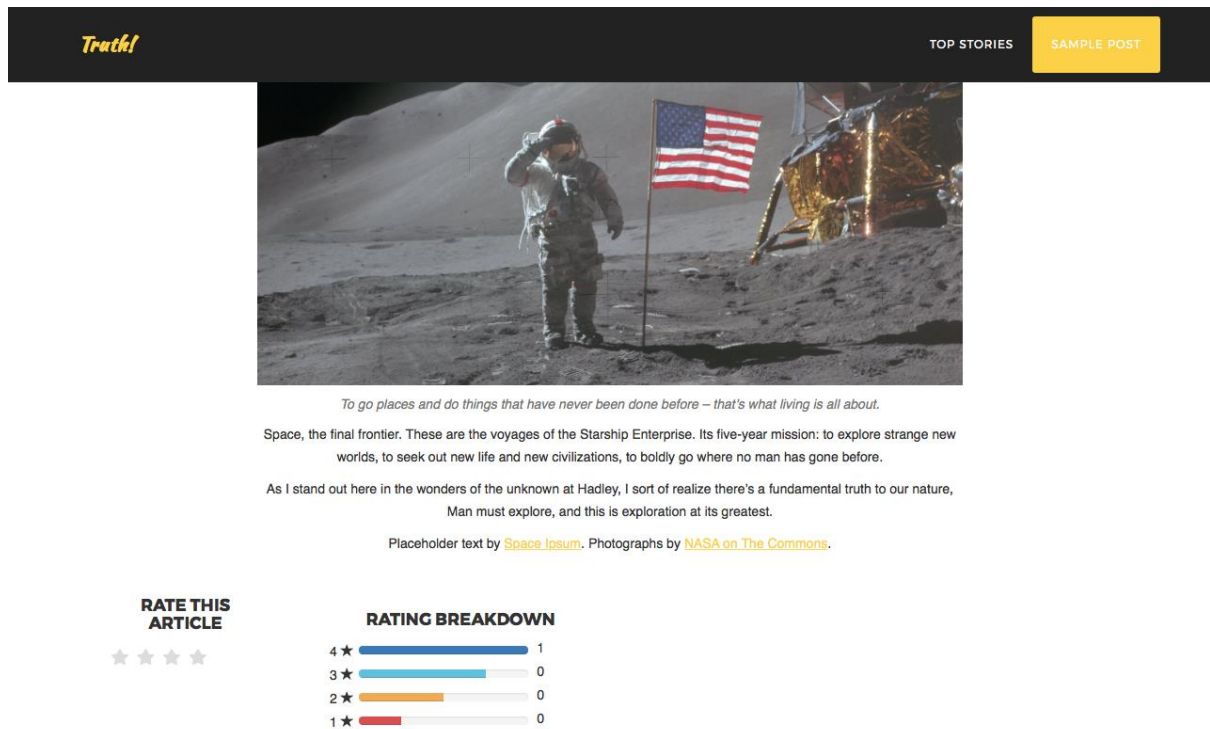 Truth!
TOP STORIES
SAMPLE POST
To go places and do things that have never been done before – that's what living is all about.
Space, the final frontier. These are the voyages of the Starship Enterprise. Its five-year mission: to explore strange new
worlds, to seek out new life and new civilizations, to boldly go where no man has gone before.
As I stand out here in the wonders of the unknown at Hadley, I sort of realize there's a fundamental truth to our nature,
Man must explore, and this is exploration at its greatest.
Placeholder text by Space Ipsum. Photographs by NASA on The Commons.
RATE THIS
ARTICLE
RATING BREAKDOWN
4 ★ 1
3 ★ 0
2 ★ 0
1 ★ 0